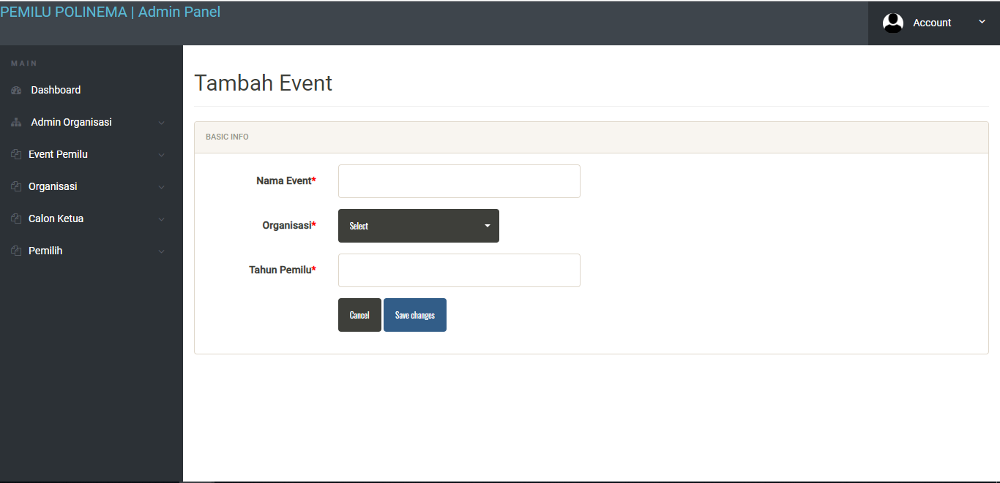 PEMILU POLINEMA | Admin Panel
Account
MAIN
Dashboard
Admin Organisasi
Event Pemilu
Organisasi
Calon Ketua
Pemilih
Tambah Event
BASIC INFO
Nama Event*
Organisasi*
Select
Tahun Pemilu*
Cancel
Save changes